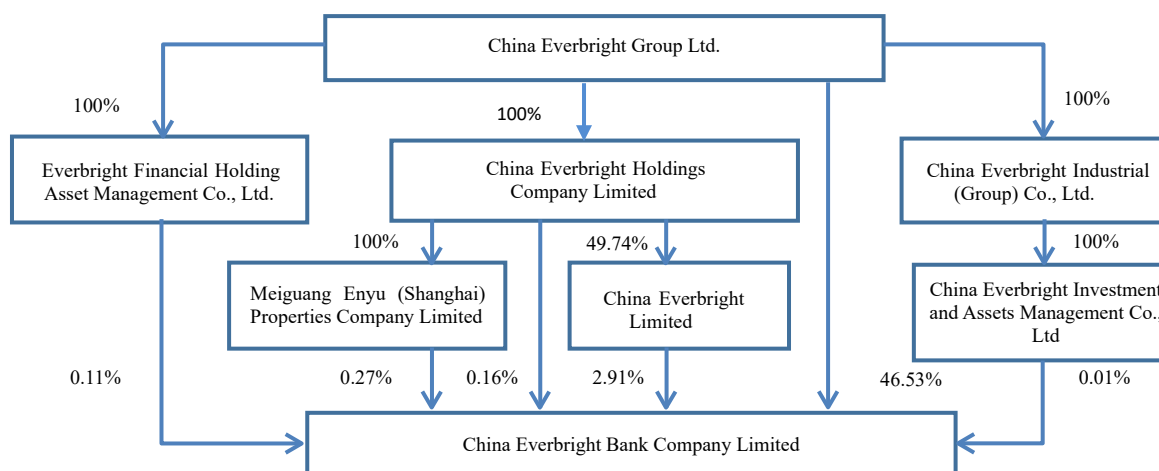 China Everbright Group Ltd.
100%
100%
100%
Everbright Financial Holding
Asset Management Co., Ltd.
China Everbright Holdings
Company Limited
China Everbright Industrial
(Group) Co., Ltd.
100%
49.74%
100%
Meiguang Enyu (Shanghai)
Properties Company Limited
China Everbright
Limited
China Everbright Investment
and Assets Management Co.,
Ltd
0.11%
0.27%
0.16%
2.91%
46.53%
0.01%
China Everbright Bank Company Limited